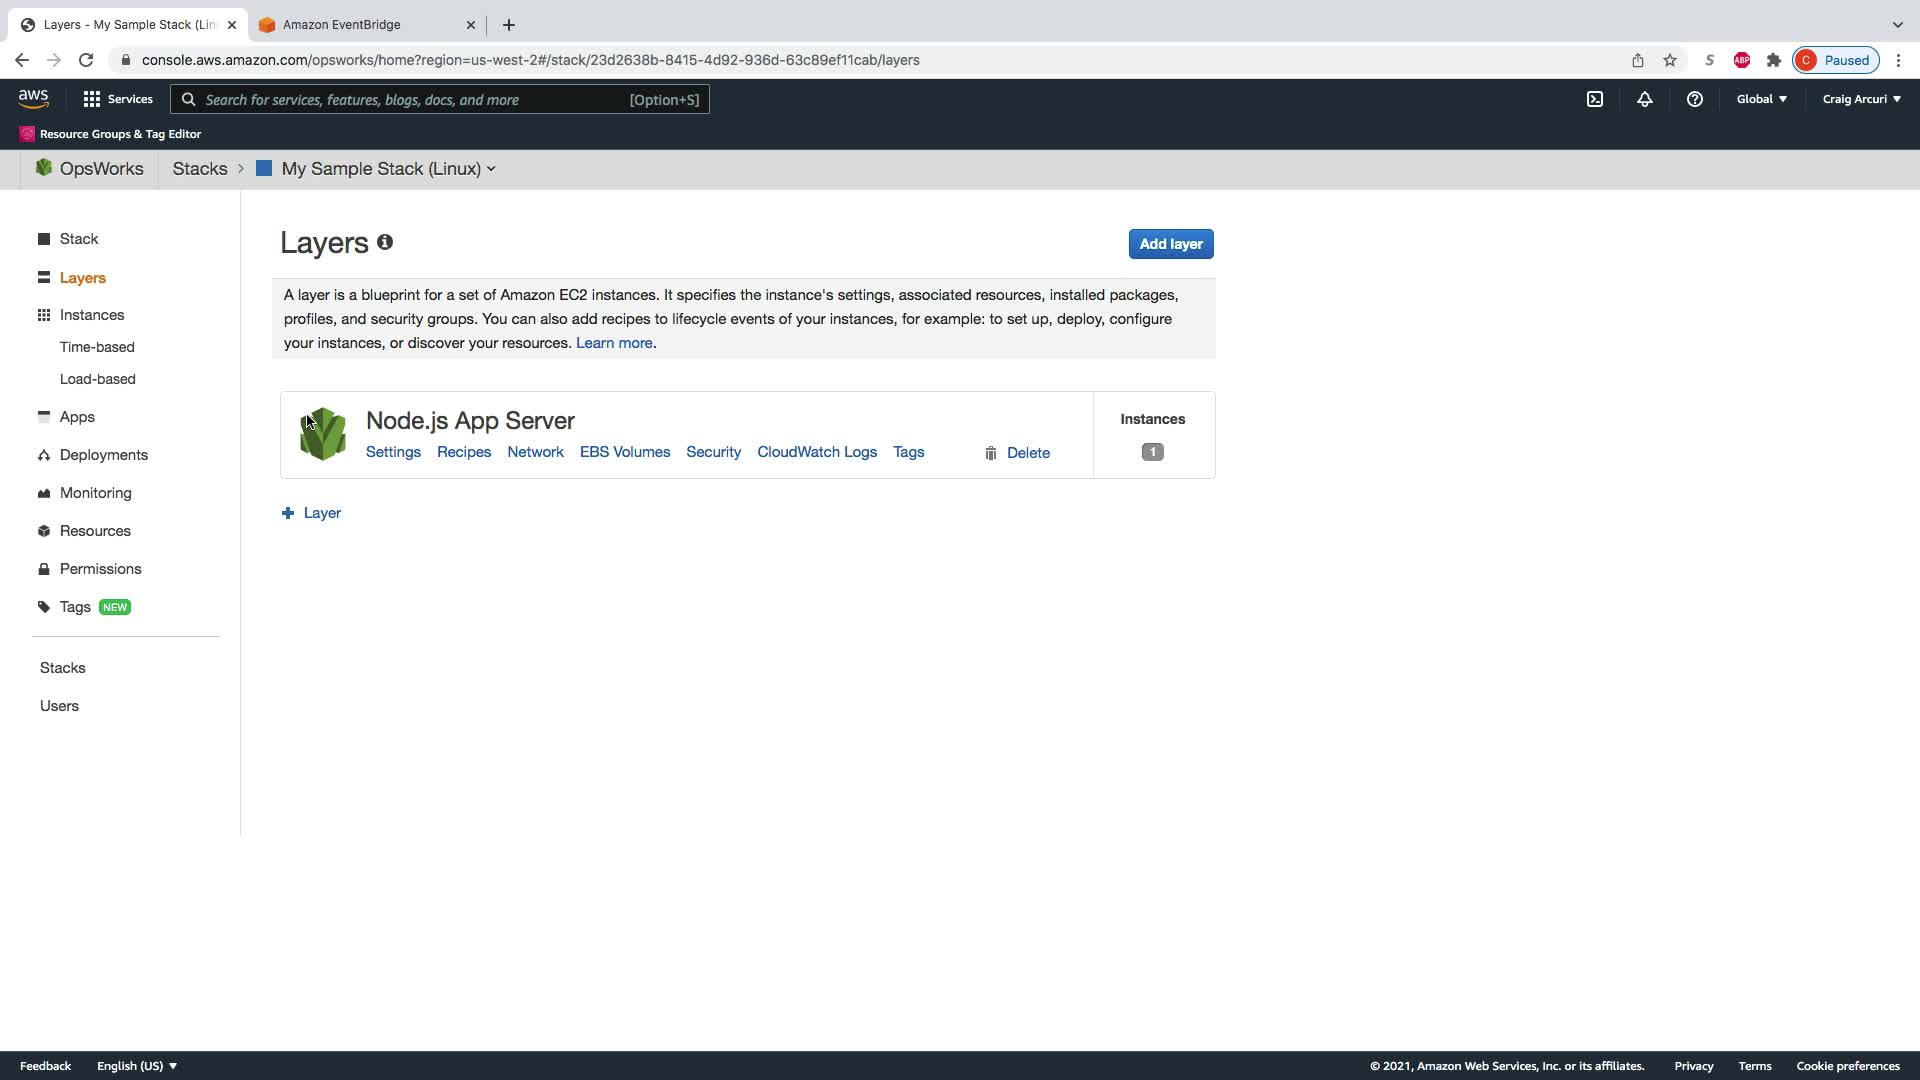 Layers - My Sample Stack (Lin
Amazon EventBridge
console.aws.amazon.com/opsworks/home?region=us-west-2#/stack/23d2638b-8415-4d92-936d-63c89ef11cab/layers
S
ABP
C
Paused
aws
Services
Search for services, features, blogs, docs, and more
[Option+S]
Global
Craig Arcuri
Resource Groups & Tag Editor
OpsWorks
Stacks
My Sample Stack (Linux)
Stack
Layers
Instances
Time-based
Load-based
Apps
Deployments
Monitoring
Resources
Permissions
Tags NEW
Stacks
Users
Layers
Add layer
A layer is a blueprint for a set of Amazon EC2 instances. It specifies the instance's settings, associated resources, installed packages,
profiles, and security groups. You can also add recipes to lifecycle events of your instances, for example: to set up, deploy, configure
your instances, or discover your resources. Learn more.
Node.js App Server
Settings Recipes Network EBS Volumes Security CloudWatch Logs Tags
Delete
Instances
1
Layer
Feedback
English (US)
© 2021, Amazon Web Services, Inc. or its affiliates.
Privacy
Terms
Cookie preferences